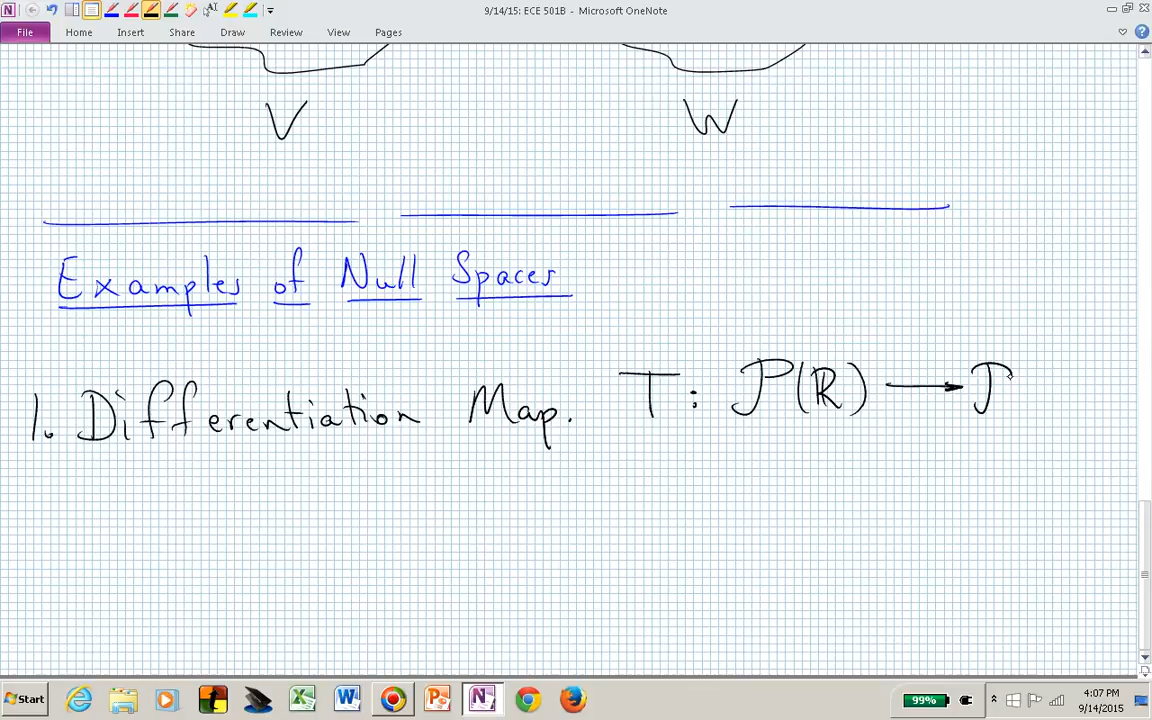 9/14/15: ECE 501B - Microsoft OneNote
File Home Insert Share Draw Review View Pages
V W
Examples of Null Spaces
1. Differentiation Map. T: P(ℝ) → P
Start 99% 4:07 PM
9/14/2015